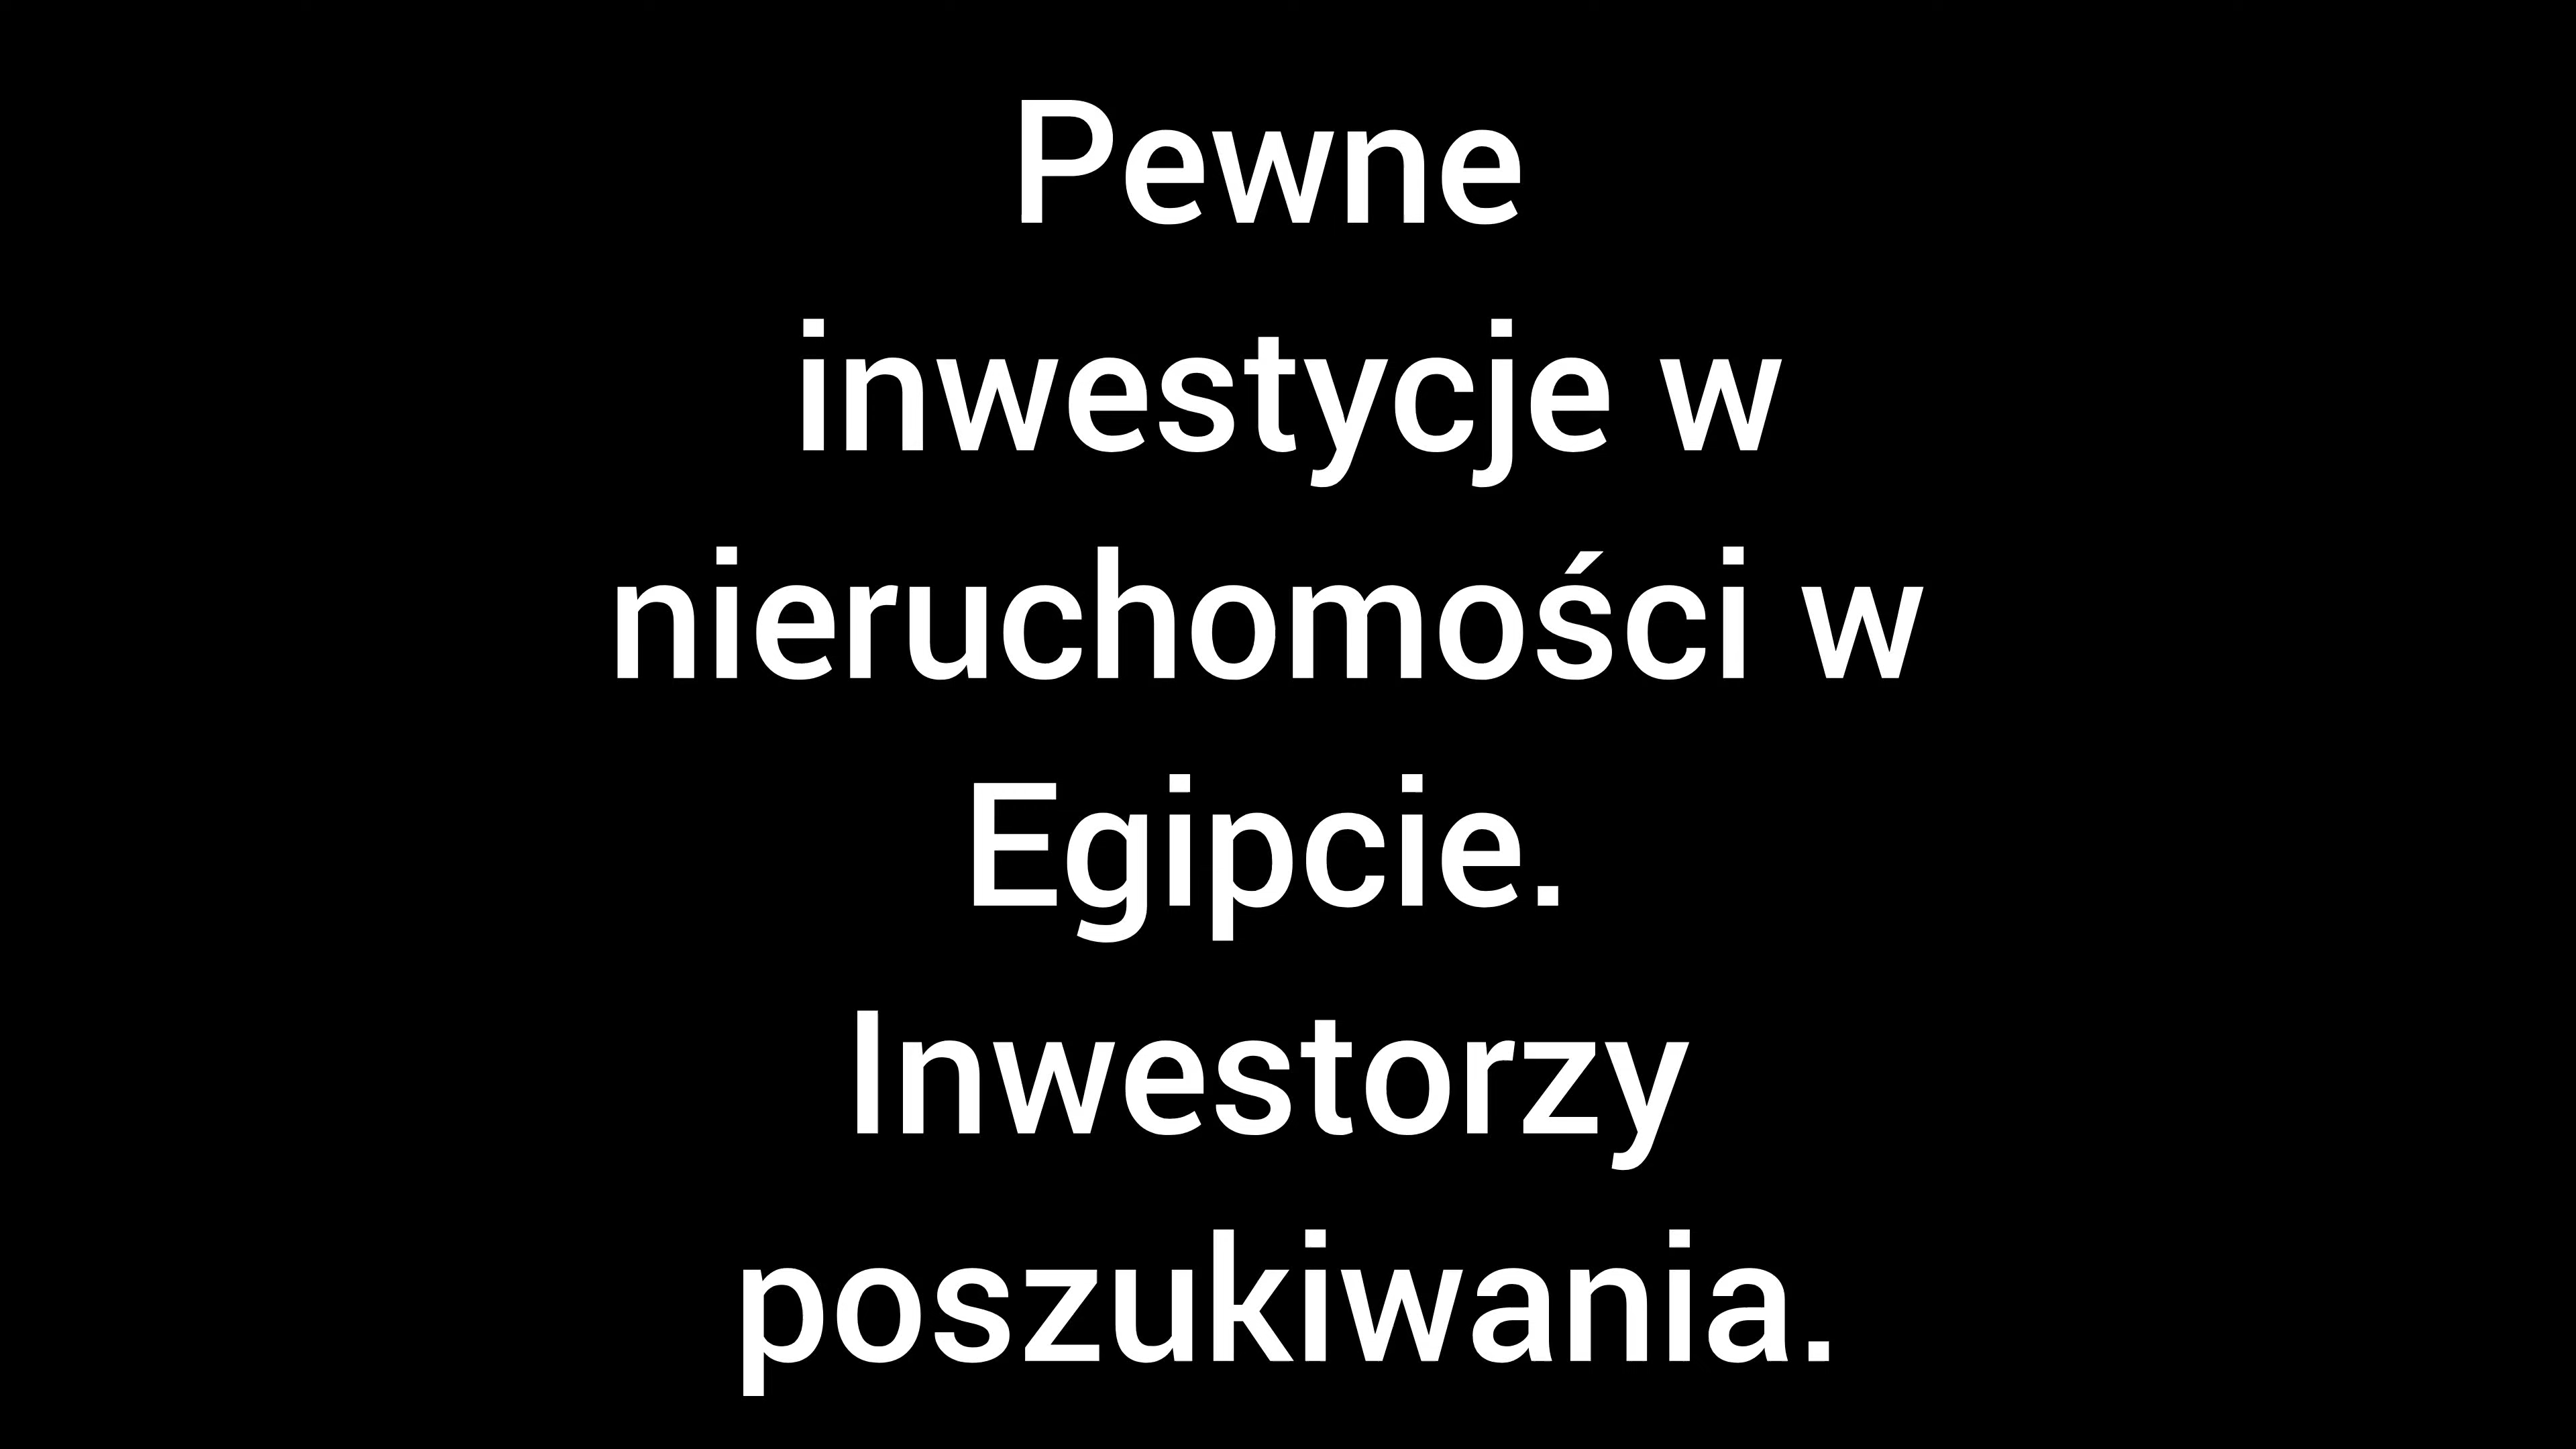 Pewne
inwestycje w
nieruchomości w
Egipcie.
Inwestorzy
poszukiwania.